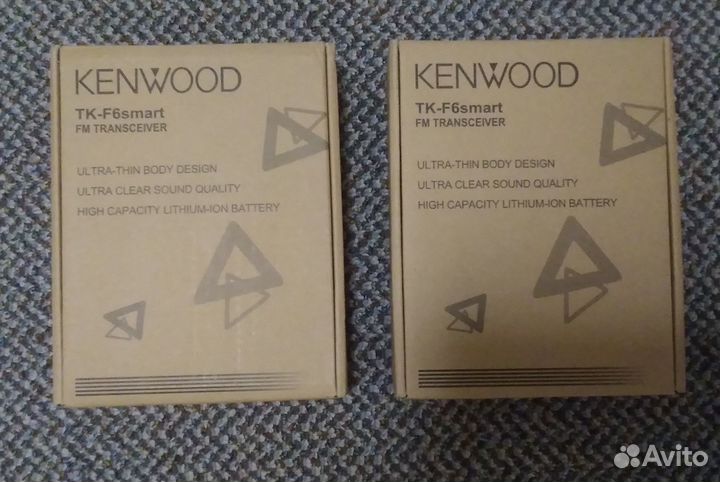 KENWOOD
TK-F6smart
FM TRANSCEIVER
ULTRA-THIN BODY DESIGN
ULTRA CLEAR SOUND QUALITY
HIGH CAPACITY LITHIUM-ION BATTERY
KENWOOD
TK-F6smart
FM TRANSCEIVER
ULTRA-THIN BODY DESIGN
ULTRA CLEAR SOUND QUALITY
HIGH CAPACITY LITHIUM-ION BATTERY
Avito